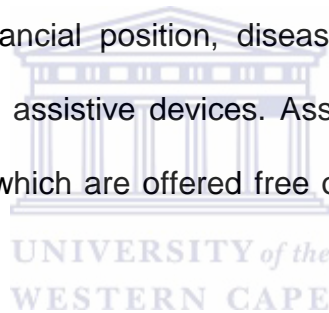 ancial position, diseas
assistive devices. Ass
which are offered free o
UNIVERSITY of the
WESTERN CAPE